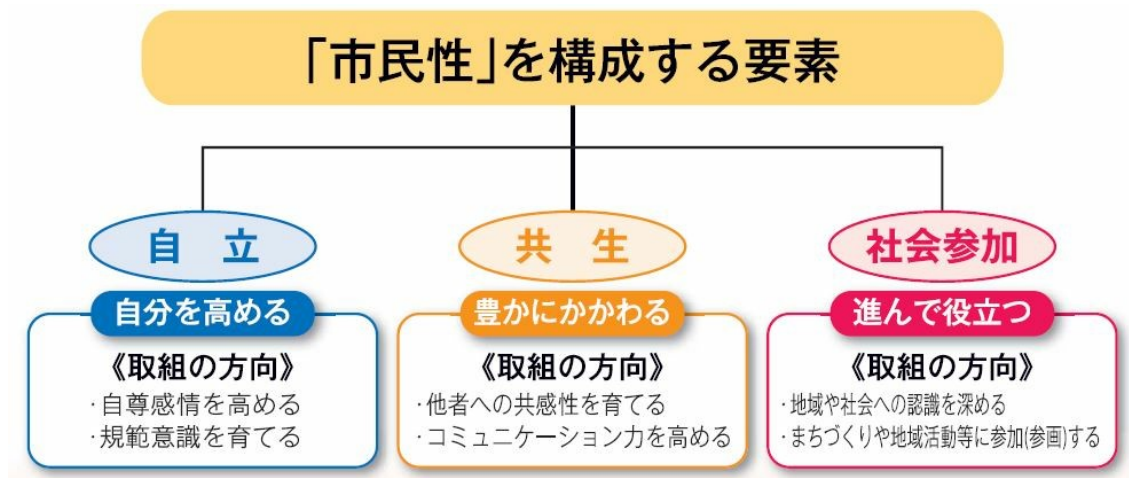 「市民性」を構成する要素
自 立
自分を高める
《取組の方向》
・自尊感情を高める
・規範意識を育てる
共 生
豊かにかかわる
《取組の方向》
・他者への共感性を育てる
・コミュニケーション力を高める
社会参加
進んで役立つ
《取組の方向》
・地域や社会への認識を深める
・まちづくりや地域活動等に参加(参画)する